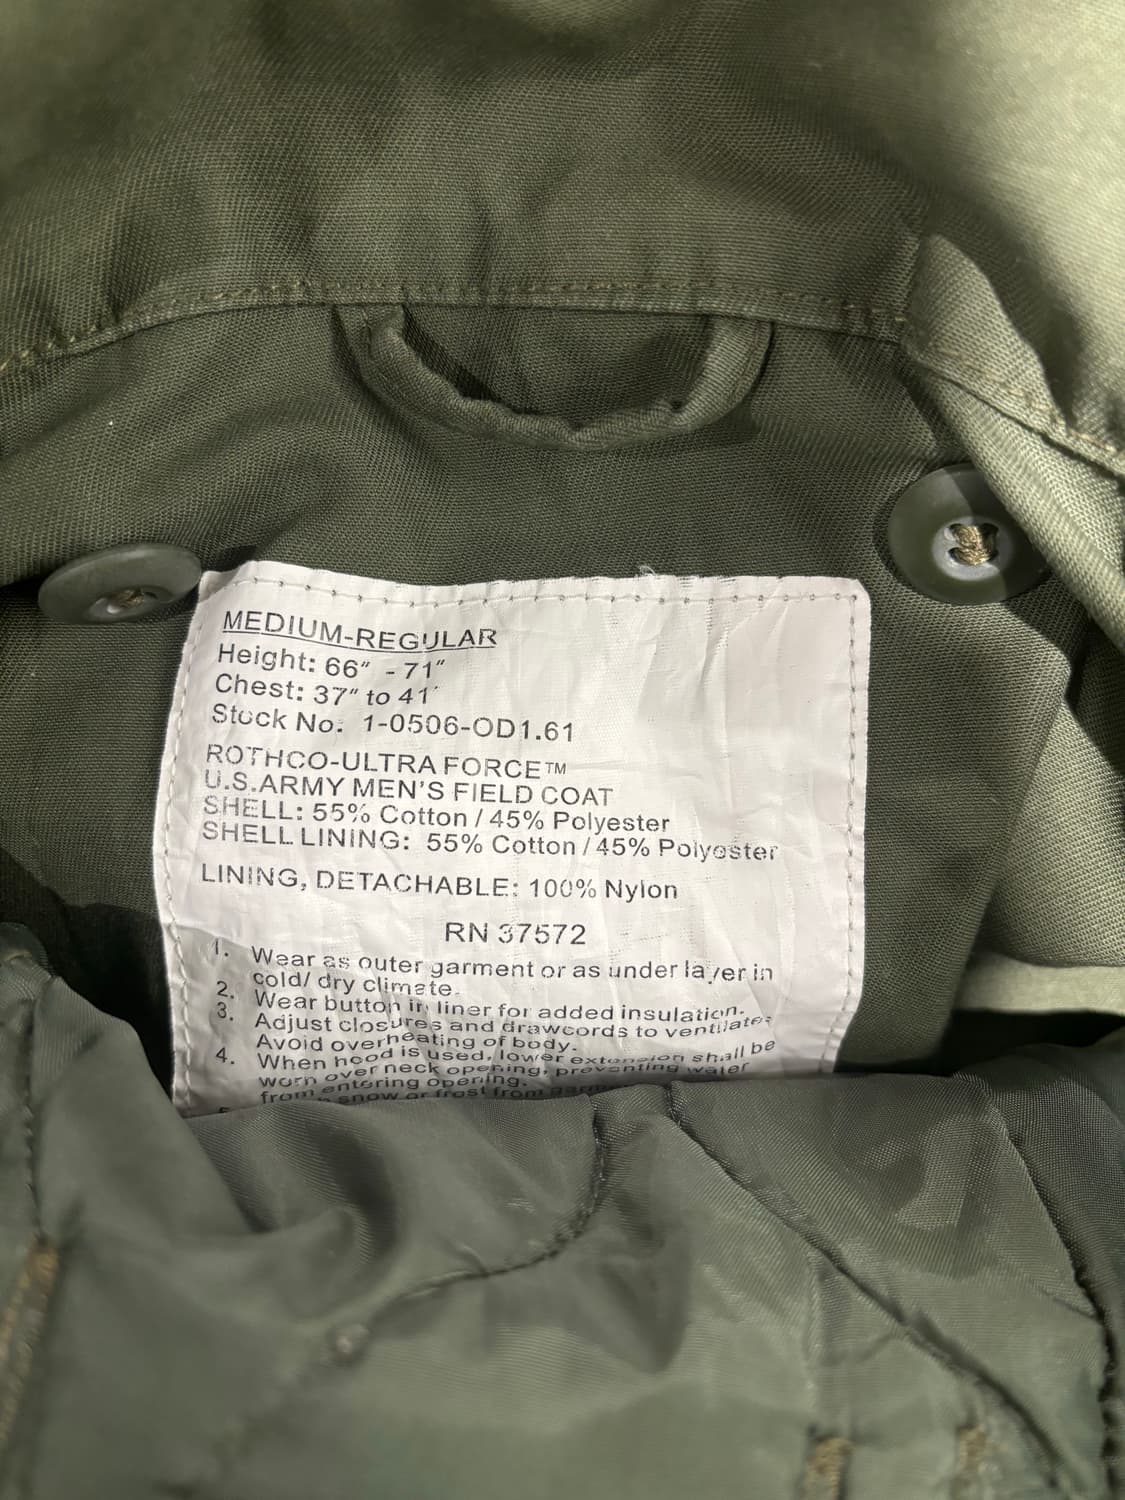 MEDIUM-REGULAR
Height: 66" - 71"
Chest: 37" to 41'
Stock No: 1-0506-OD1.61
ROTHCO-ULTRA FORCE™
U.S.ARMY MEN'S FIELD COAT
SHELL: 55% Cotton / 45% Polyester
SHELL LINING: 55% Cotton / 45% Polyester
LINING, DETACHABLE: 100% Nylon
RN 37572
1. Wear as outer garment or as under layer in
cold/ dry climate.
2. Wear button in liner for added insulation.
3. Adjust closures and drawcords to ventilate:
Avoid overheating of body.
4. When hood is used, lower extension shall be
worn over neck opening, preventing water
from entering opening.
snow or frost from